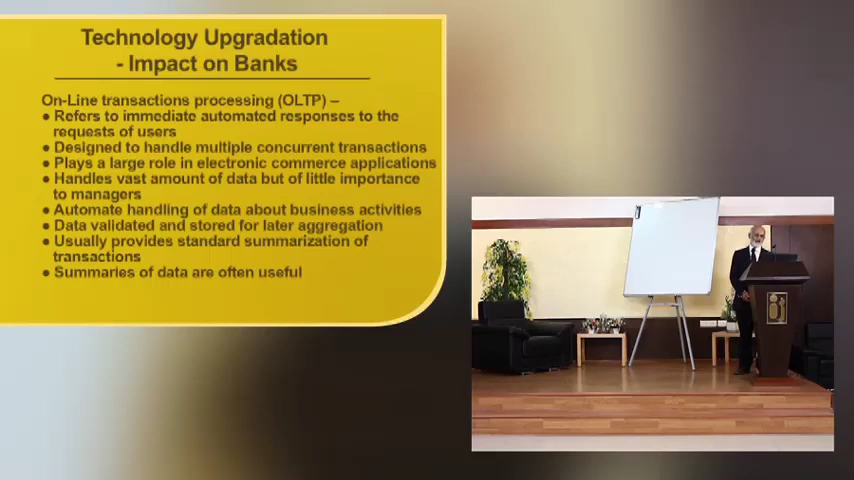 Technology Upgradation
- Impact on Banks
On-Line transactions processing (OLTP) –
● Refers to immediate automated responses to the
requests of users
● Designed to handle multiple concurrent transactions
● Plays a large role in electronic commerce applications
● Handles vast amount of data but of little importance
to managers
● Automate handling of data about business activities
● Data validated and stored for later aggregation
● Usually provides standard summarization of
transactions
● Summaries of data are often useful